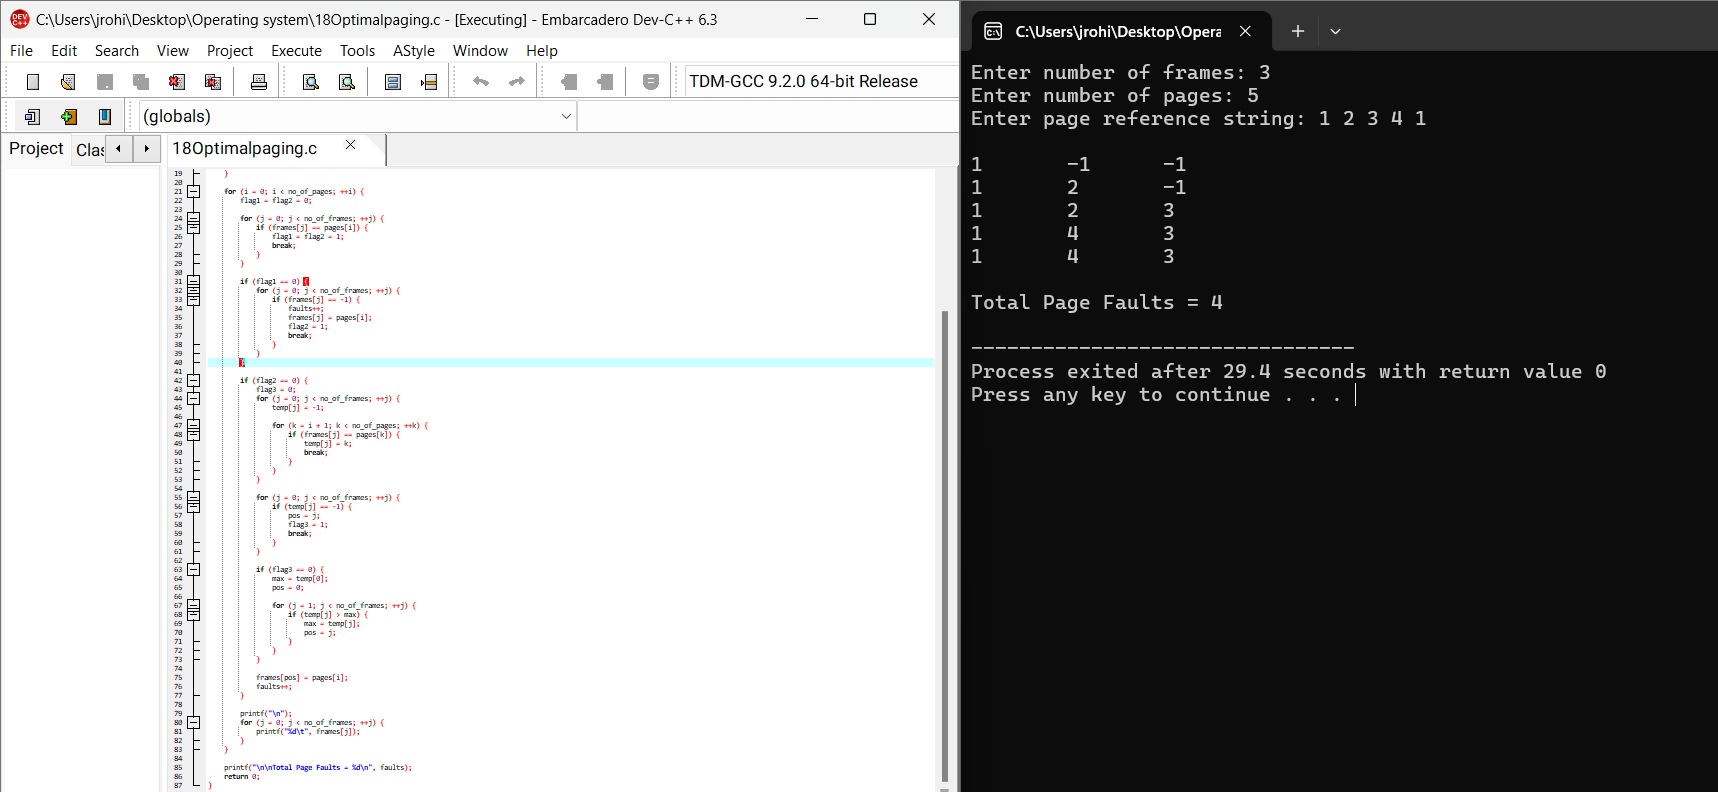 C:\Users\jrohi\Desktop\Operating system\18Optimalpaging.c - [Executing] - Embarcadero Dev-C++ 6.3
File Edit Search View Project Execute Tools AStyle Window Help
TDM-GCC 9.2.0 64-bit Release
(globals)
Project Clas 18Optimalpaging.c
19 }
20
21 for (i = 0; i < no_of_pages; ++i) {
22 flag1 = flag2 = 0;
23
24 for (j = 0; j < no_of_frames; ++j) {
25 if (frames[j] == pages[i]) {
26 flag1 = flag2 = 1;
27 break;
28 }
29 }
30
31 if (flag1 == 0) {
32 for (j = 0; j < no_of_frames; ++j) {
33 if (frames[j] == -1) {
34 faults++;
35 frames[j] = pages[i];
36 flag2 = 1;
37 break;
38 }
39 }
40 }
41
42 if (flag2 == 0) {
43 flag3 = 0;
44 for (j = 0; j < no_of_frames; ++j) {
45 temp[j] = -1;
46
47 for (k = i + 1; k < no_of_pages; ++k) {
48 if (frames[j] == pages[k]) {
49 temp[j] = k;
50 break;
51 }
52 }
53 }
54
55 for (j = 0; j < no_of_frames; ++j) {
56 if (temp[j] == -1) {
57 pos = j;
58 flag3 = 1;
59 break;
60 }
61 }
62
63 if (flag3 == 0) {
64 max = temp[0];
65 pos = 0;
66
67 for (j = 1; j < no_of_frames; ++j) {
68 if (temp[j] > max) {
69 max = temp[j];
70 pos = j;
71 }
72 }
73 }
74
75 frames[pos] = pages[i];
76 faults++;
77 }
78
79 printf("\n");
80 for (j = 0; j < no_of_frames; ++j) {
81 printf("%d\t", frames[j]);
82 }
83 }
84
85 printf("\n\nTotal Page Faults = %d\n", faults);
86 return 0;
87 }
C:\Users\jrohi\Desktop\Opera
Enter number of frames: 3
Enter number of pages: 5
Enter page reference string: 1 2 3 4 1
1 -1 -1
1 2 -1
1 2 3
1 4 3
1 4 3
Total Page Faults = 4
--------------------------------
Process exited after 29.4 seconds with return value 0
Press any key to continue . . .